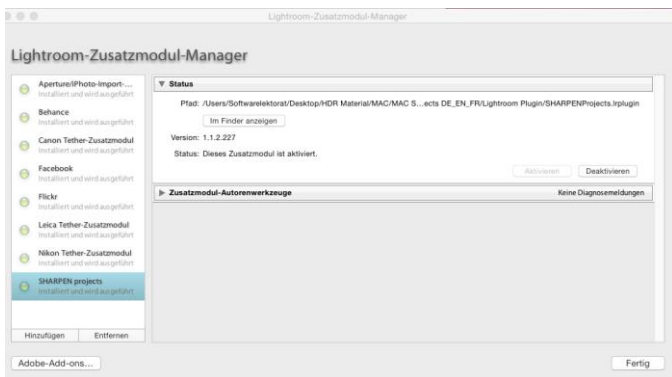 Lightroom-Zusatzmodul-Manager
Lightroom-Zusatzmodul-Manager
Aperture/iPhoto-Import-...
Installiert und wird ausgeführt
Behance
Installiert und wird ausgeführt
Canon Tether-Zusatzmodul
Installiert und wird ausgeführt
Facebook
Installiert und wird ausgeführt
Flickr
Installiert und wird ausgeführt
Leica Tether-Zusatzmodul
Installiert und wird ausgeführt
Nikon Tether-Zusatzmodul
Installiert und wird ausgeführt
SHARPEN projects
Installiert und wird ausgeführt
Hinzufügen Entfernen
Status
Pfad: /Users/Softwarelektorat/Desktop/HDR Material/MAC/MAC S...ects DE_EN_FR/Lightroom Plugin/SHARPENProjects.lrplugin
Im Finder anzeigen
Version: 1.1.2.227
Status: Dieses Zusatzmodul ist aktiviert.
Aktivieren Deaktivieren
Zusatzmodul-Autorenwerkzeuge Keine Diagnosemeldungen
Adobe-Add-ons... Fertig